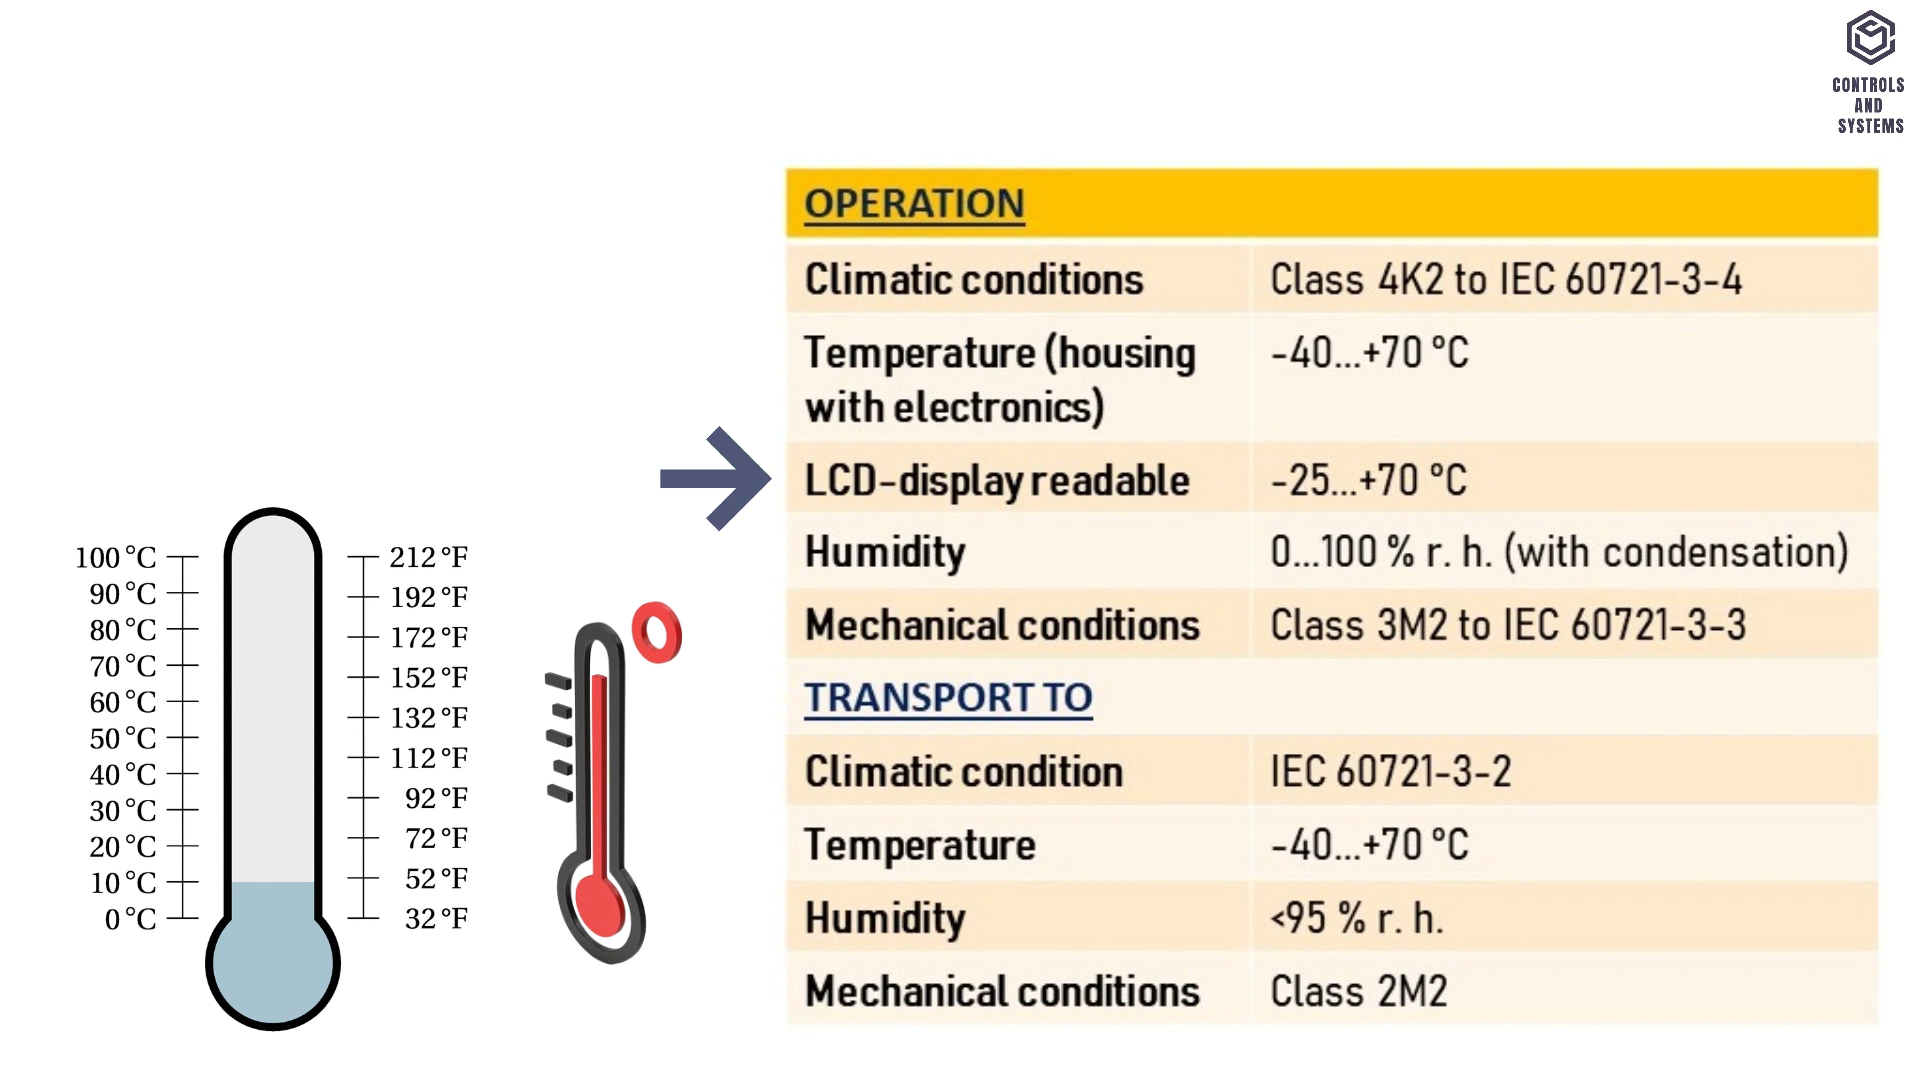 CONTROLS
AND
SYSTEMS
OPERATION
Climatic conditions Class 4K2 to IEC 60721-3-4
Temperature (housing -40...+70 °C
with electronics)
LCD-display readable -25...+70 °C
Humidity 0...100 % r. h. (with condensation)
Mechanical conditions Class 3M2 to IEC 60721-3-3
TRANSPORT TO
Climatic condition IEC 60721-3-2
Temperature -40...+70 °C
Humidity <95 % r. h.
Mechanical conditions Class 2M2
100 °C 212 °F
90 °C 192 °F
80 °C 172 °F
70 °C 152 °F
60 °C 132 °F
50 °C 112 °F
40 °C 92 °F
30 °C 72 °F
20 °C 52 °F
10 °C 32 °F
0 °C